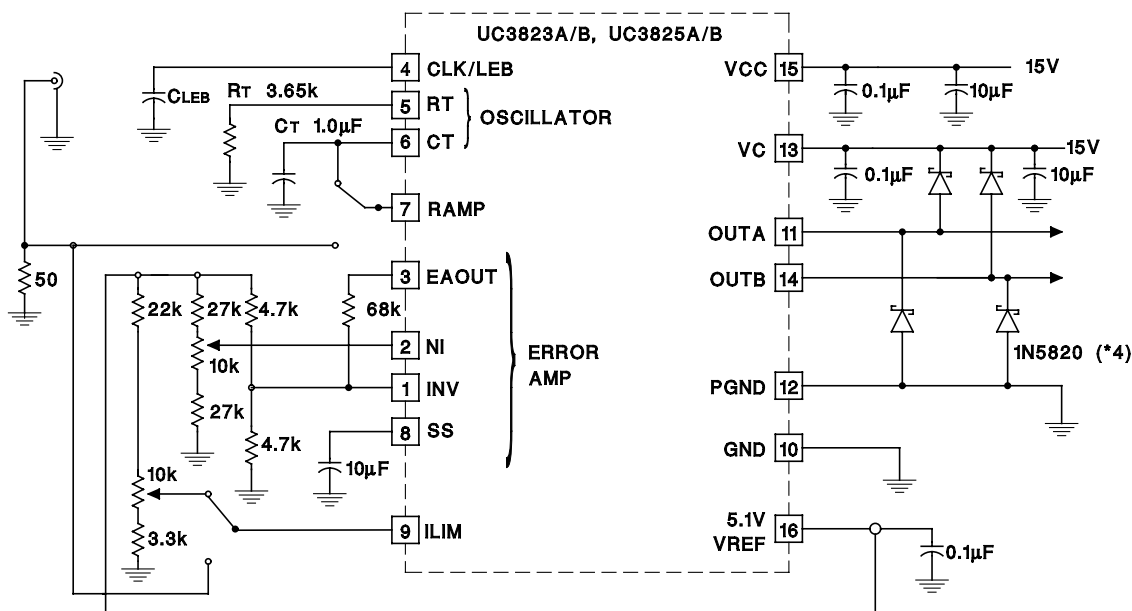 UC3823A/B, UC3825A/B
4 CLK/LEB
CLEB
RT 3.65k
5 RT
OSCILLATOR
CT 1.0µF
6 CT
7 RAMP
50
3 EAOUT
22k
27k
4.7k
68k
2 NI
10k
ERROR
AMP
1 INV
27k
8 SS
4.7k
10µF
10k
9 ILIM
3.3k
VCC 15
15V
0.1µF
10µF
VC 13
15V
0.1µF
10µF
OUTA 11
OUTB 14
1N5820 (*4)
PGND 12
GND 10
5.1V
VREF 16
0.1µF